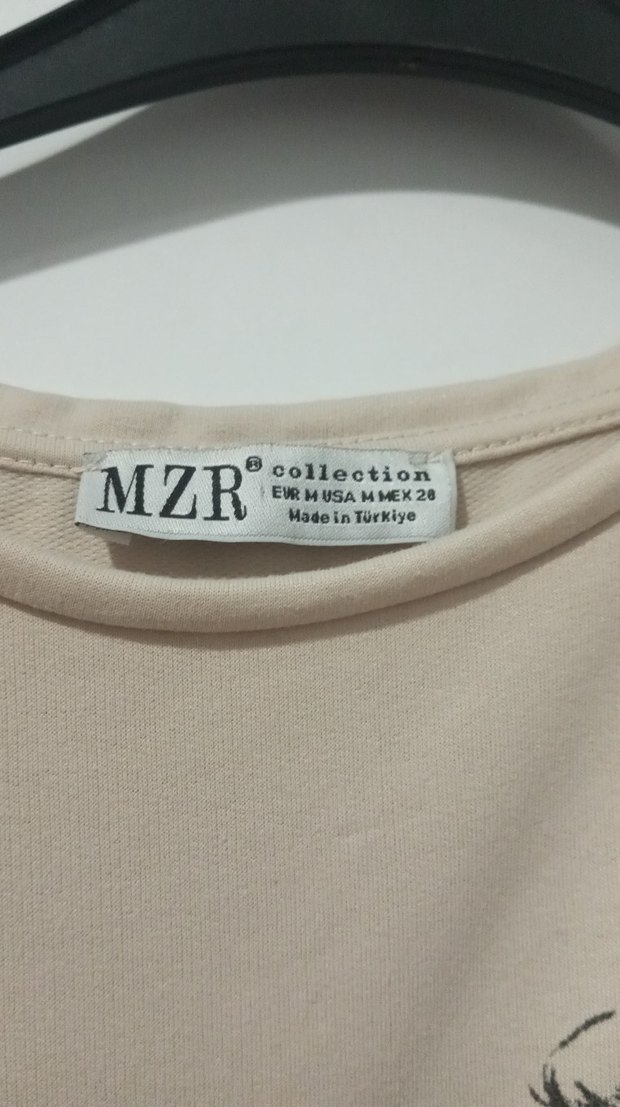 MZR® collection
EUR M USA M MEX 28
Made in Türkiye